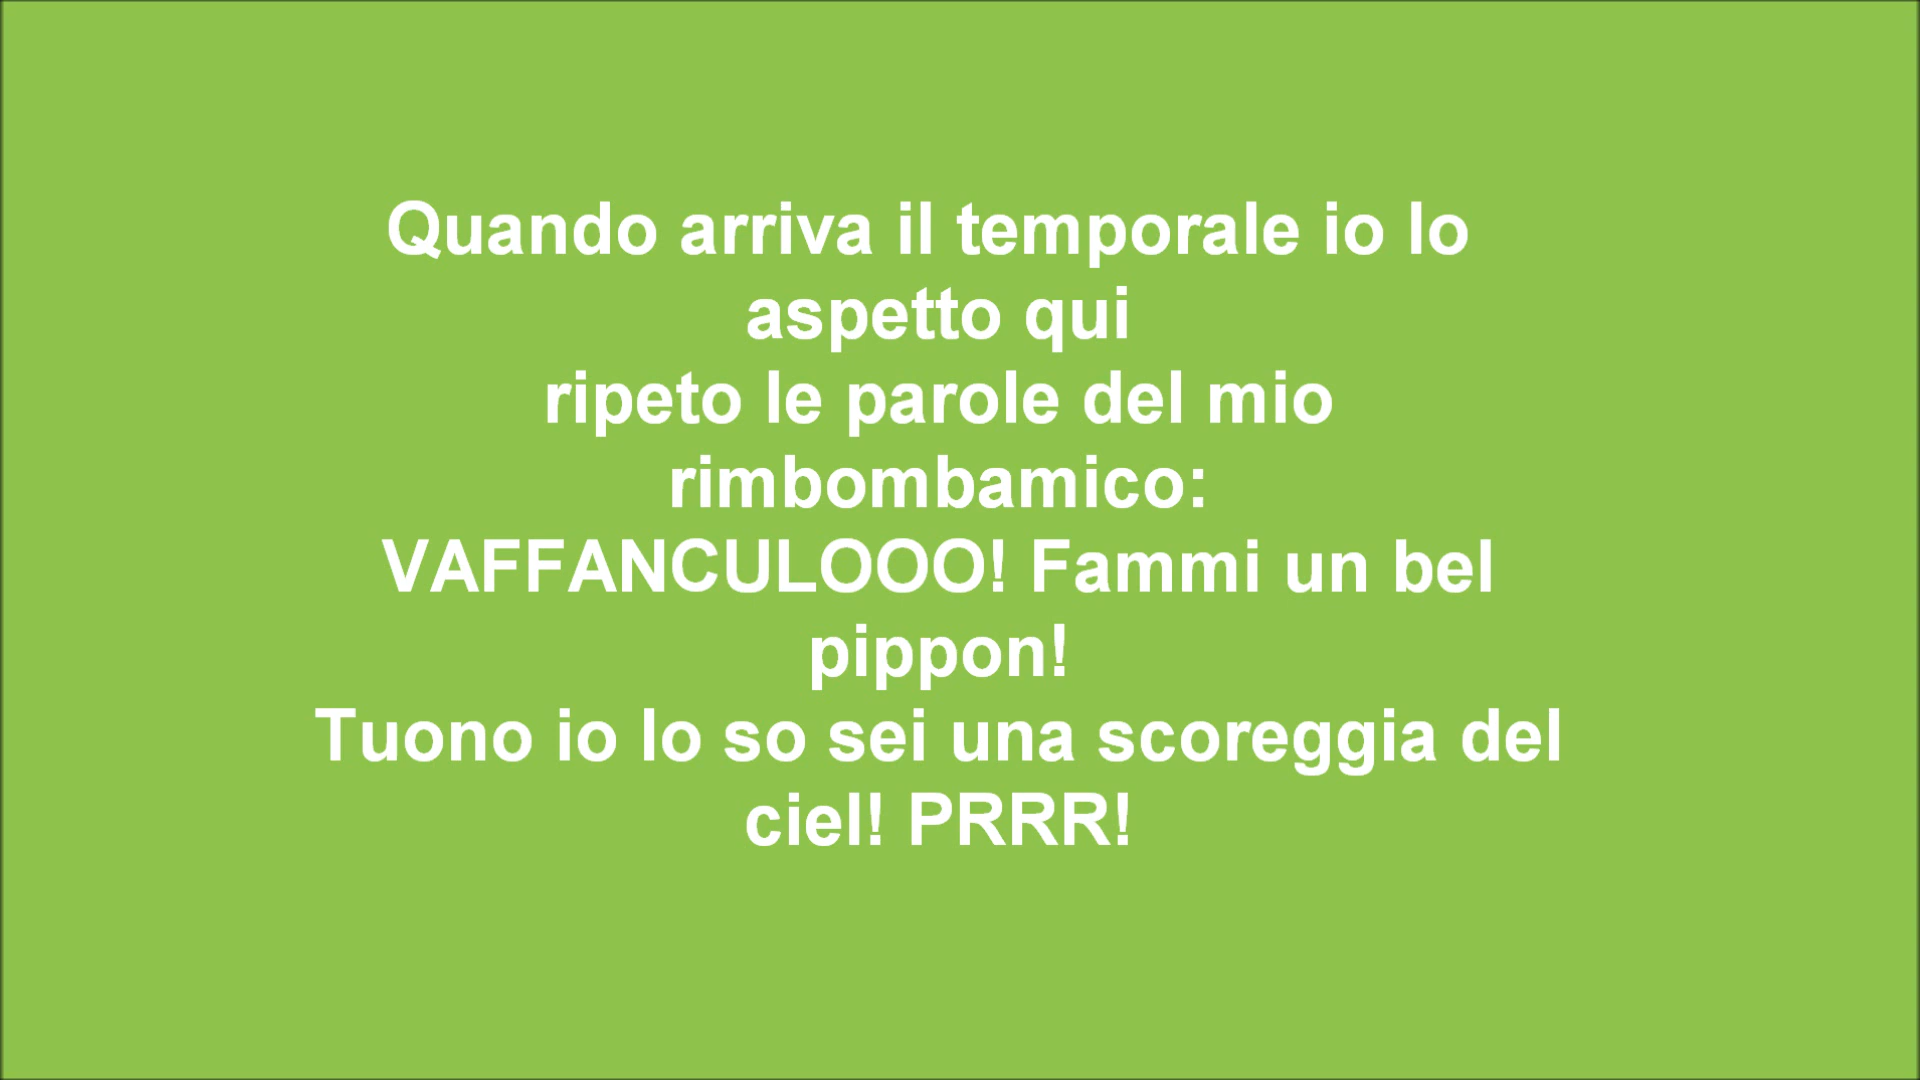 Quando arriva il temporale io lo
aspetto qui
ripeto le parole del mio
rimbombamico:
VAFFANCULOOO! Fammi un bel
pippon!
Tuono io lo so sei una scoreggia del
ciel! PRRR!